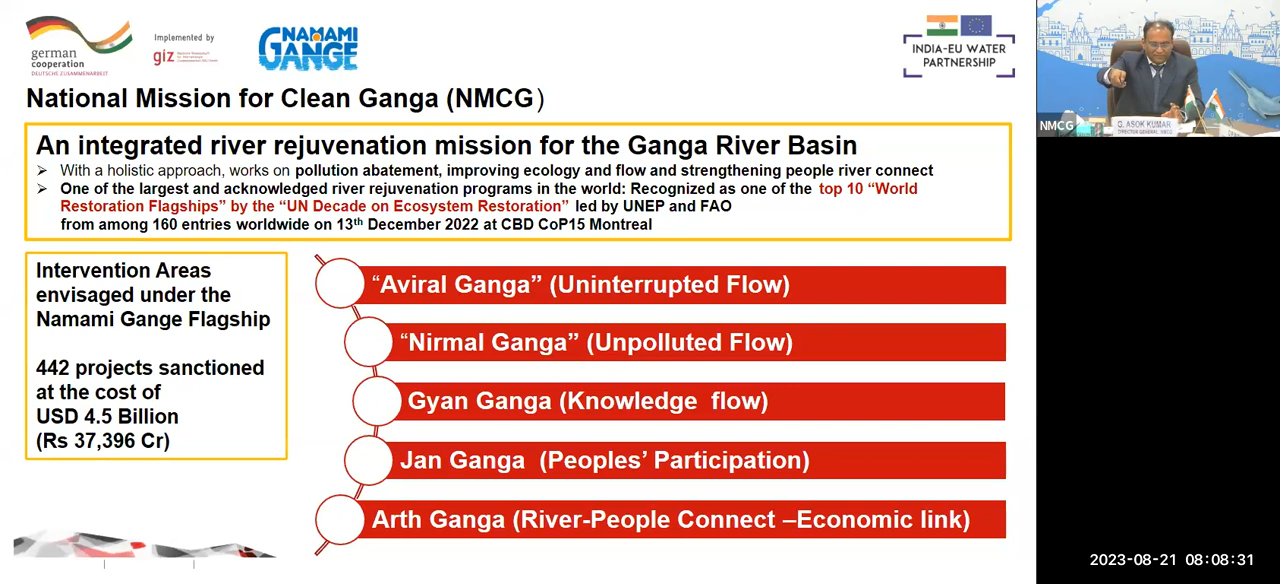 german
cooperation
DEUTSCHE ZUSAMMENARBEIT
Implemented by
giz
NAMAMI
GANGE
INDIA-EU WATER
PARTNERSHIP
National Mission for Clean Ganga (NMCG)
An integrated river rejuvenation mission for the Ganga River Basin
➢ With a holistic approach, works on pollution abatement, improving ecology and flow and strengthening people river connect
➢ One of the largest and acknowledged river rejuvenation programs in the world: Recognized as one of the top 10 “World
Restoration Flagships” by the “UN Decade on Ecosystem Restoration” led by UNEP and FAO
from among 160 entries worldwide on 13th December 2022 at CBD CoP15 Montreal
Intervention Areas
envisaged under the
Namami Gange Flagship
442 projects sanctioned
at the cost of
USD 4.5 Billion
(Rs 37,396 Cr)
“Aviral Ganga” (Uninterrupted Flow)
“Nirmal Ganga” (Unpolluted Flow)
Gyan Ganga (Knowledge flow)
Jan Ganga (Peoples’ Participation)
Arth Ganga (River-People Connect –Economic link)
NMCG
G. ASOK KUMAR
DIRECTOR GENERAL, NMCG
2023-08-21 08:08:31